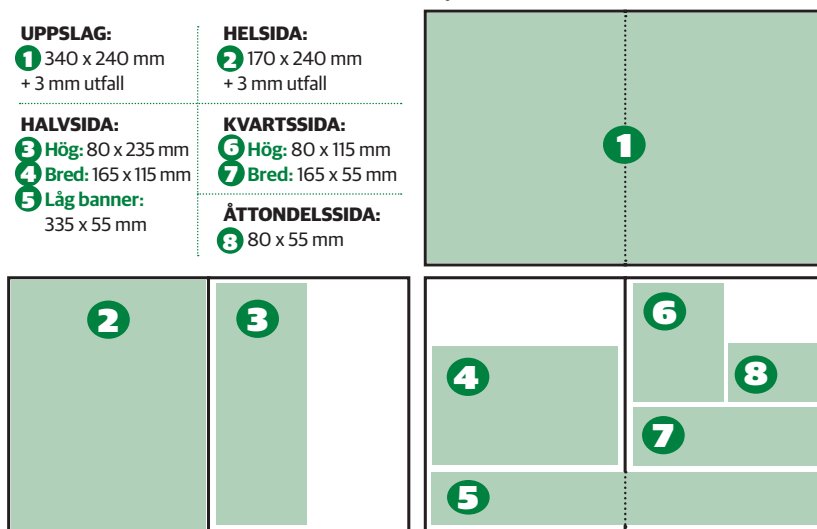 UPPSLAG:
1 340 x 240 mm
+ 3 mm utfall
HELSIDA:
2 170 x 240 mm
+ 3 mm utfall
HALVSIDA:
3 Hög: 80 x 235 mm
4 Bred: 165 x 115 mm
5 Låg banner:
335 x 55 mm
KVARTSSIDA:
6 Hög: 80 x 115 mm
7 Bred: 165 x 55 mm
ÅTTONDELSSIDA:
8 80 x 55 mm
1
2
3
4
5
6
8
7